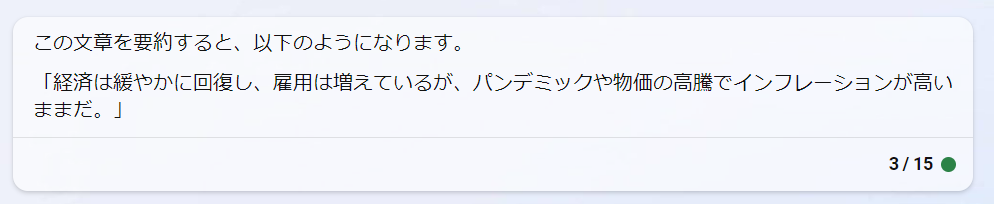 この文章を要約すると、以下のようになります。
「経済は緩やかに回復し、雇用は増えているが、パンデミックや物価の高騰でインフレーションが高い
ままだ。」
3 / 15